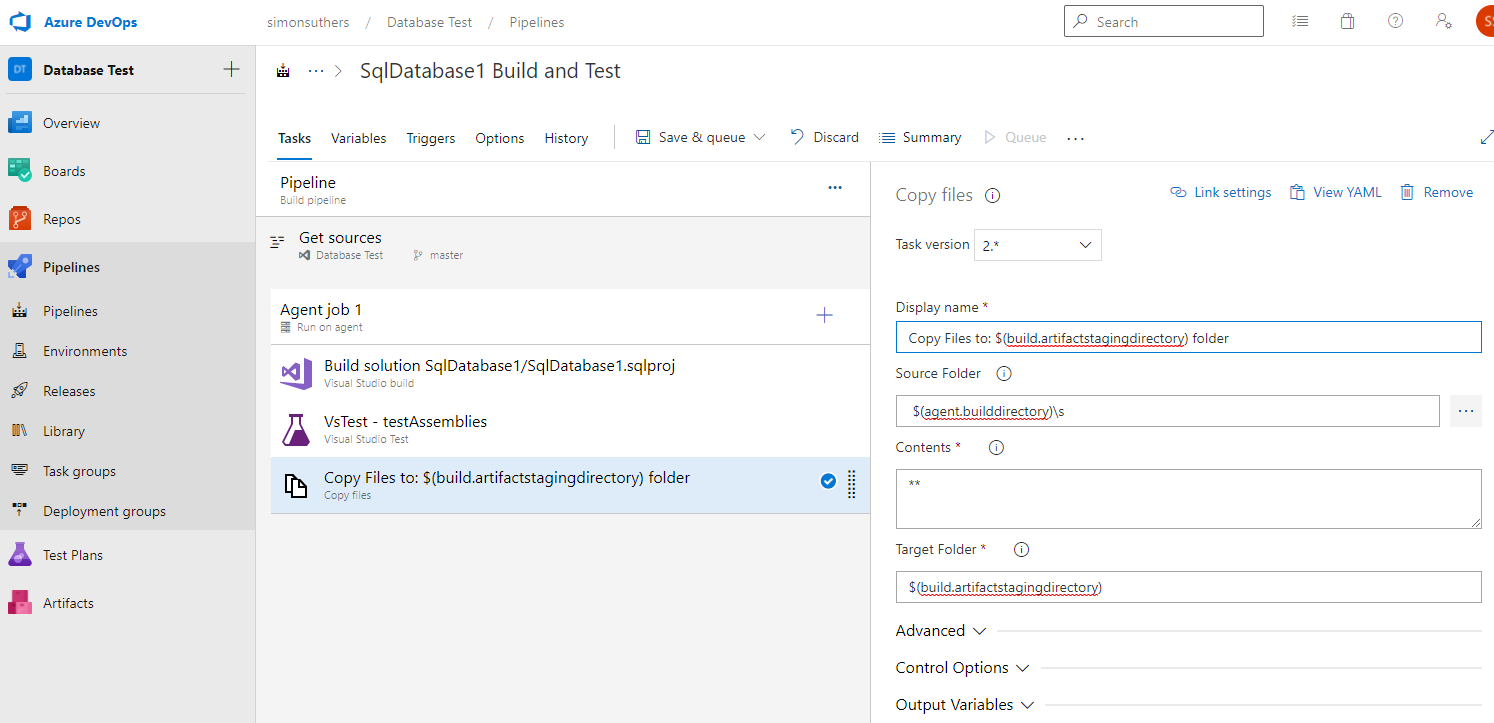 Azure DevOps
simonsuthers / Database Test / Pipelines
Search
SS
DT Database Test
Overview
Boards
Repos
Pipelines
Pipelines
Environments
Releases
Library
Task groups
Deployment groups
Test Plans
Artifacts
··· > SqlDatabase1 Build and Test
Tasks Variables Triggers Options History Save & queue Discard Summary Queue ···
Pipeline
Build pipeline
···
Get sources
Database Test master
Agent job 1
Run on agent
Build solution SqlDatabase1/SqlDatabase1.sqlproj
Visual Studio build
VsTest - testAssemblies
Visual Studio Test
Copy Files to: $(build.artifactstagingdirectory) folder
Copy files
Copy files Link settings View YAML Remove
Task version 2.*
Display name *
Copy Files to: $(build.artifactstagingdirectory) folder
Source Folder
$(agent.builddirectory)\s
···
Contents *
**
Target Folder *
$(build.artifactstagingdirectory)
Advanced
Control Options
Output Variables